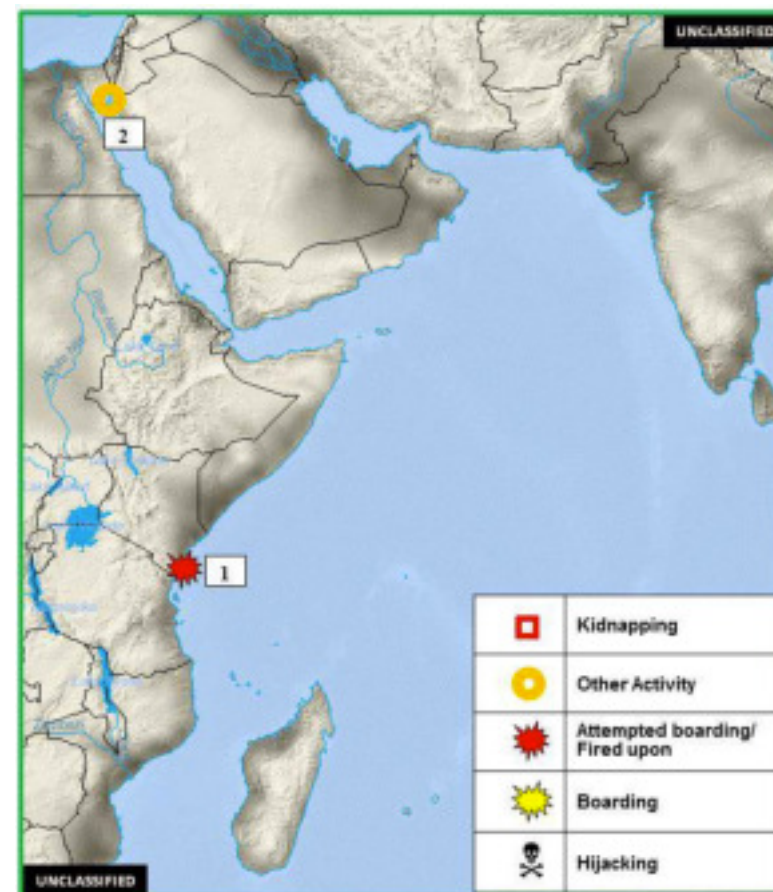 UNCLASSIFIED
2
1
Kidnapping
Other Activity
Attempted boarding/
Fired upon
Boarding
Hijacking
UNCLASSIFIED